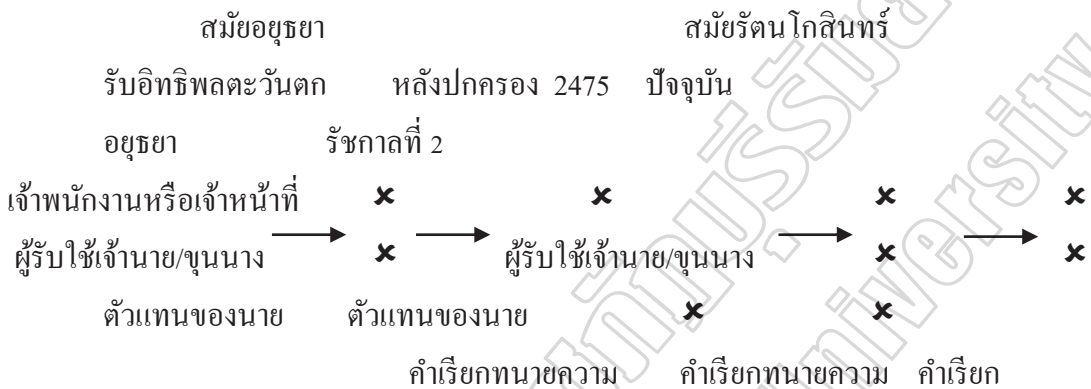 สมัยอยุธยา สมัยรัตนโกสินทร์
รับอิทธิพลตะวันตก หลังปกครอง 2475 ปัจจุบัน
อยุธยา รัชกาลที่ 2
เจ้าพนักงานหรือเจ้าหน้าที่ ✘ ✘ ✘ ✘
ผู้รับใช้เจ้านาย/ขุนนาง ✘ ผู้รับใช้เจ้านาย/ขุนนาง ✘ ✘
ตัวแทนของนาย ตัวแทนของนาย ✘ ✘
คำเรียกทนายความ คำเรียกทนายความ คำเรียก